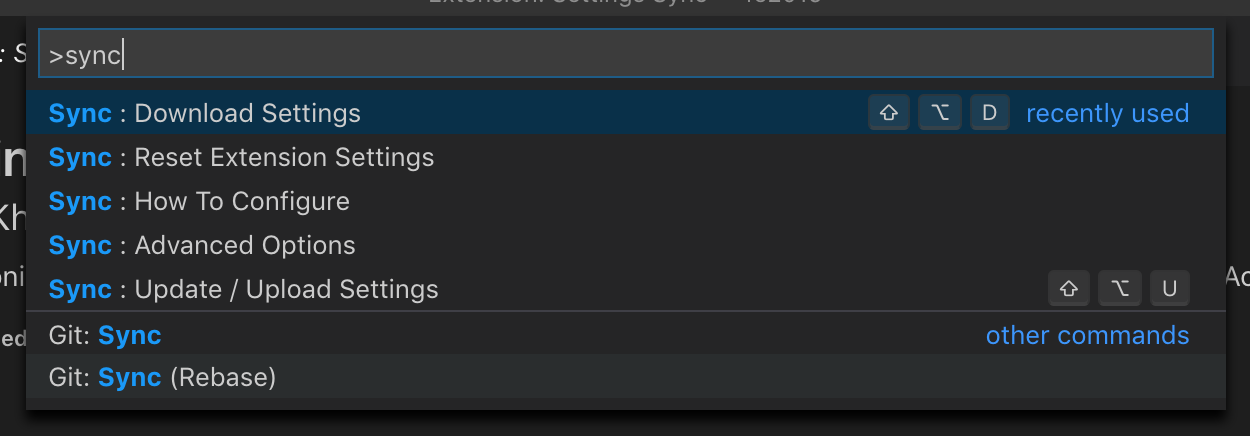 >sync
Sync : Download Settings ⇧ ⌥ D recently used
Sync : Reset Extension Settings
Sync : How To Configure
Sync : Advanced Options
Sync : Update / Upload Settings ⇧ ⌥ U
Git: Sync other commands
Git: Sync (Rebase)